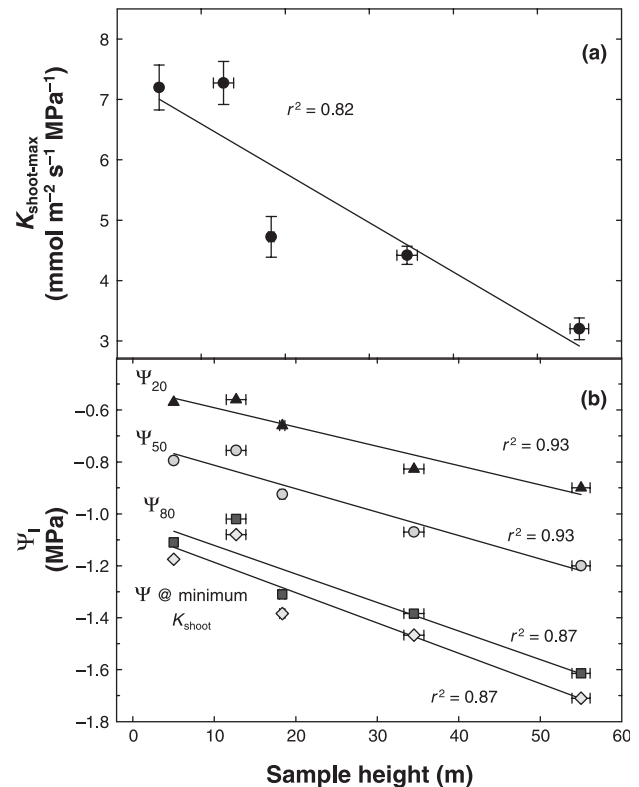 (a)
8
7
6
5
4
3
r² = 0.82
K_shoot-max
(mmol m⁻² s⁻¹ MPa⁻¹)
(b)
Ψ₂₀
Ψ₅₀
Ψ₈₀
Ψ @ minimum
K_shoot
r² = 0.93
r² = 0.93
r² = 0.87
r² = 0.87
−0.6
−0.8
−1.0
−1.2
−1.4
−1.6
−1.8
Ψ_l
(MPa)
0 10 20 30 40 50 60
Sample height (m)